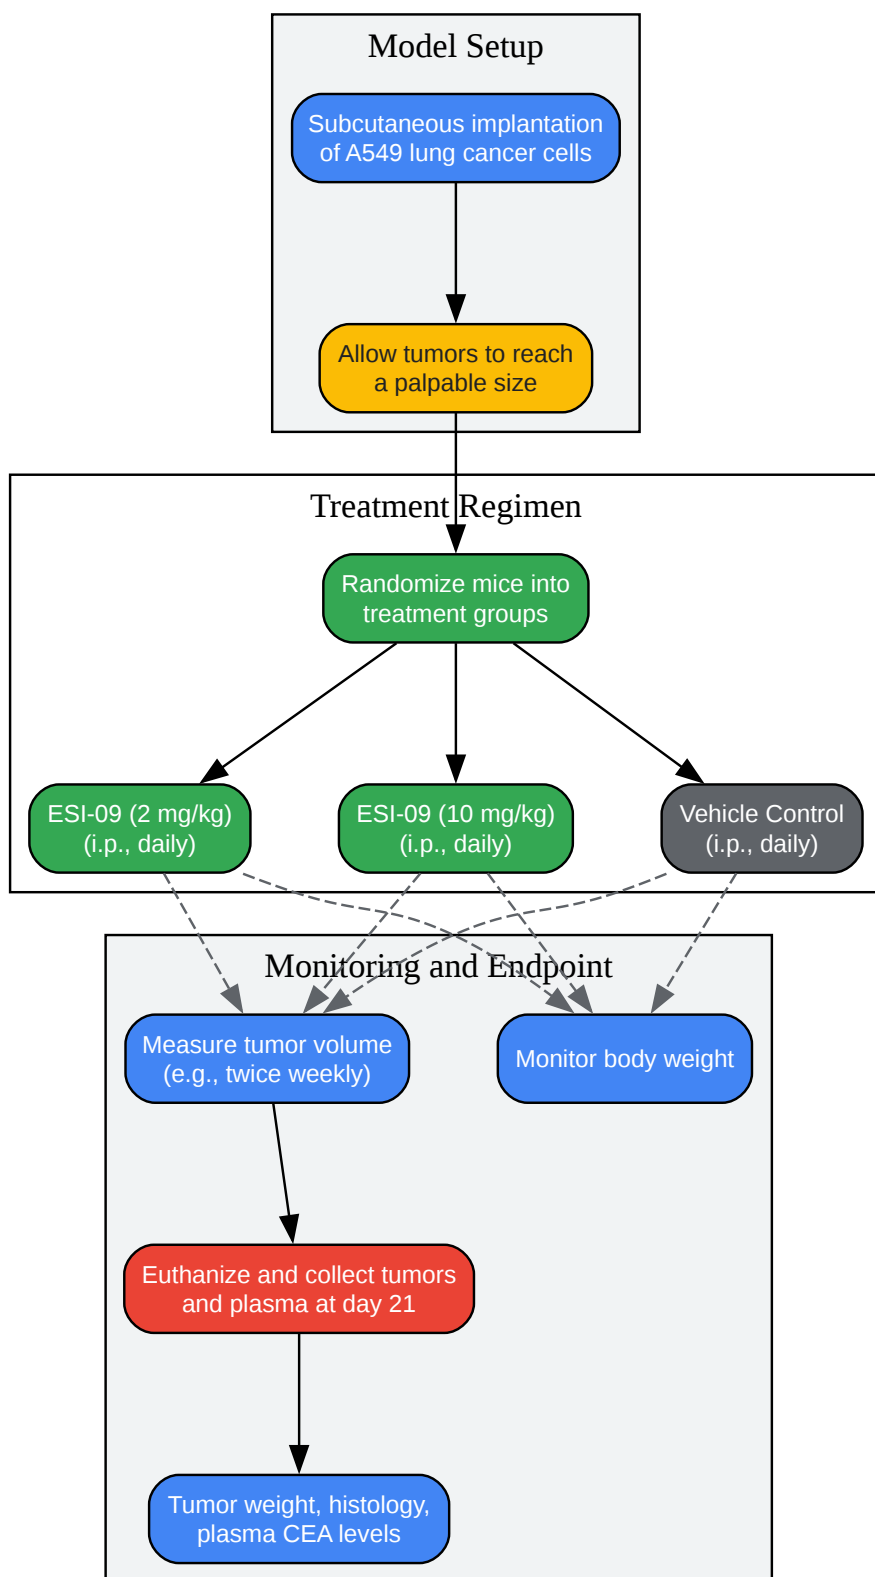 Model Setup
Subcutaneous implantation
of A549 lung cancer cells
Allow tumors to reach
a palpable size
Treatment Regimen
Randomize mice into
treatment groups
ESI-09 (2 mg/kg)
(i.p., daily)
ESI-09 (10 mg/kg)
(i.p., daily)
Vehicle Control
(i.p., daily)
Monitoring and Endpoint
Measure tumor volume
(e.g., twice weekly)
Monitor body weight
Euthanize and collect tumors
and plasma at day 21
Tumor weight, histology,
plasma CEA levels